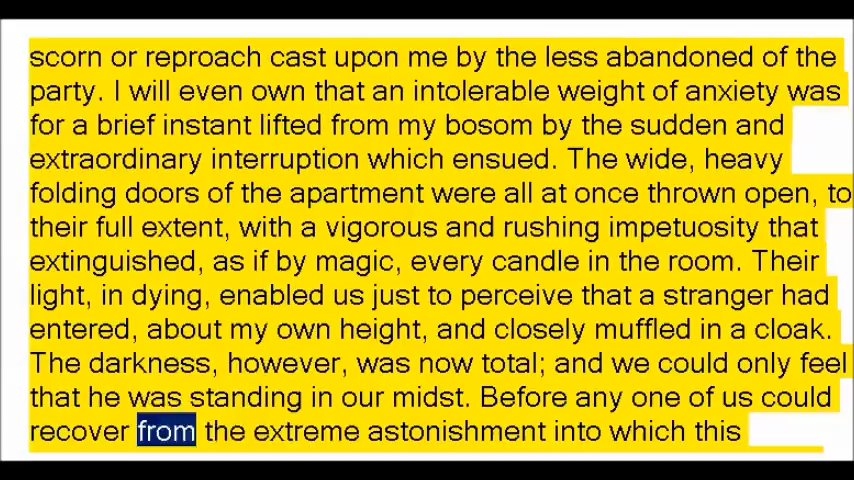 scorn or reproach cast upon me by the less abandoned of the
party. I will even own that an intolerable weight of anxiety was
for a brief instant lifted from my bosom by the sudden and
extraordinary interruption which ensued. The wide, heavy
folding doors of the apartment were all at once thrown open, to
their full extent, with a vigorous and rushing impetuosity that
extinguished, as if by magic, every candle in the room. Their
light, in dying, enabled us just to perceive that a stranger had
entered, about my own height, and closely muffled in a cloak.
The darkness, however, was now total; and we could only feel
that he was standing in our midst. Before any one of us could
recover from the extreme astonishment into which this